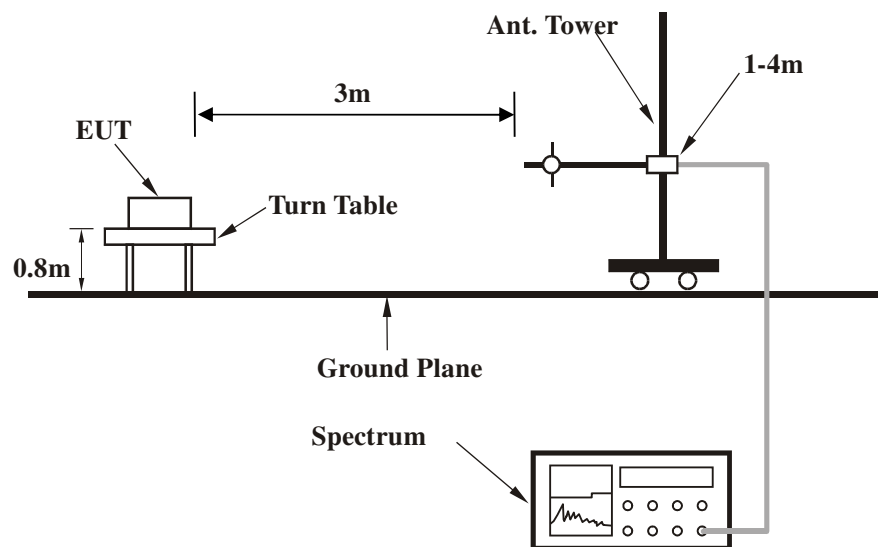 Ant. Tower
1-4m
3m
EUT
Turn Table
0.8m
Ground Plane
Spectrum